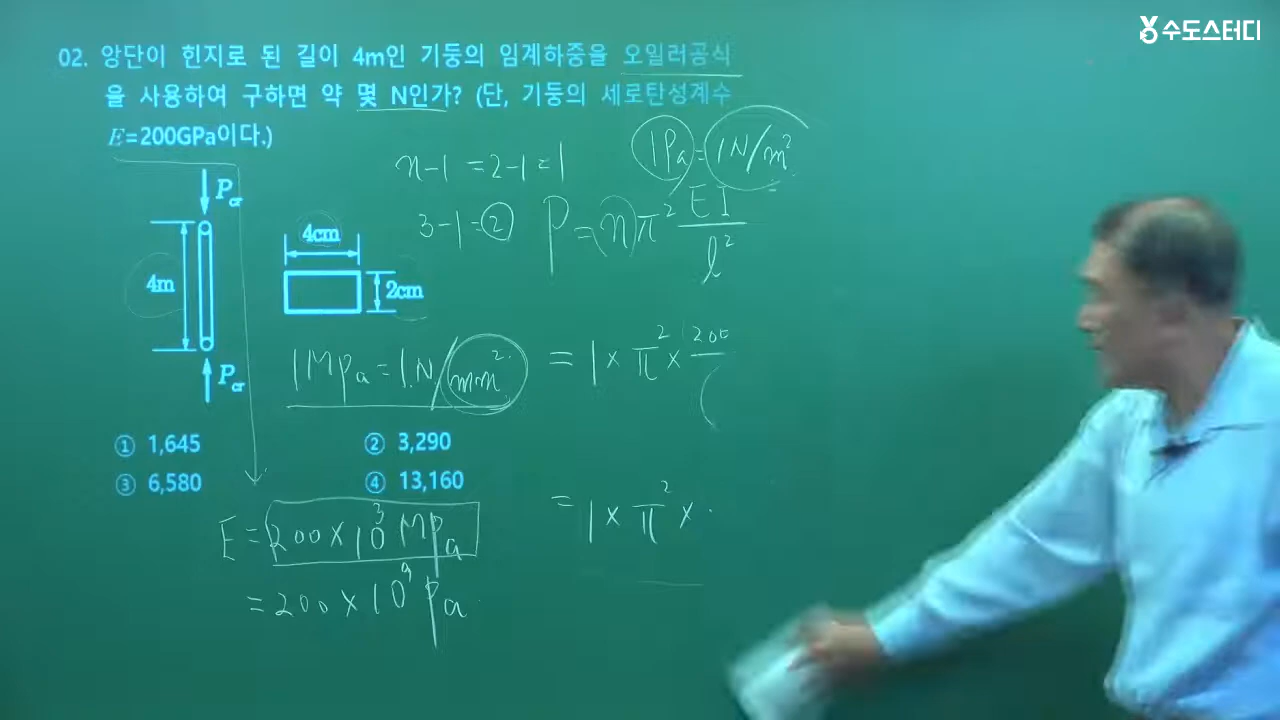 수도스터디
02. 양단이 힌지로 된 길이 4m인 기둥의 임계하중을 오일러공식
을 사용하여 구하면 약 몇 N인가? (단, 기둥의 세로탄성계수
E=200GPa이다.)
n-1 =2-1=1
1Pa=1N/m²
3-1=2
P=nπ² EI/l²
Pcr
4cm
4m
2cm
Pcr
1MPa=1N/mm²
= 1×π²×(200
(
① 1,645
② 3,290
③ 6,580
④ 13,160
E=200×10³MPa
= 1×π²×
=200×10⁹Pa